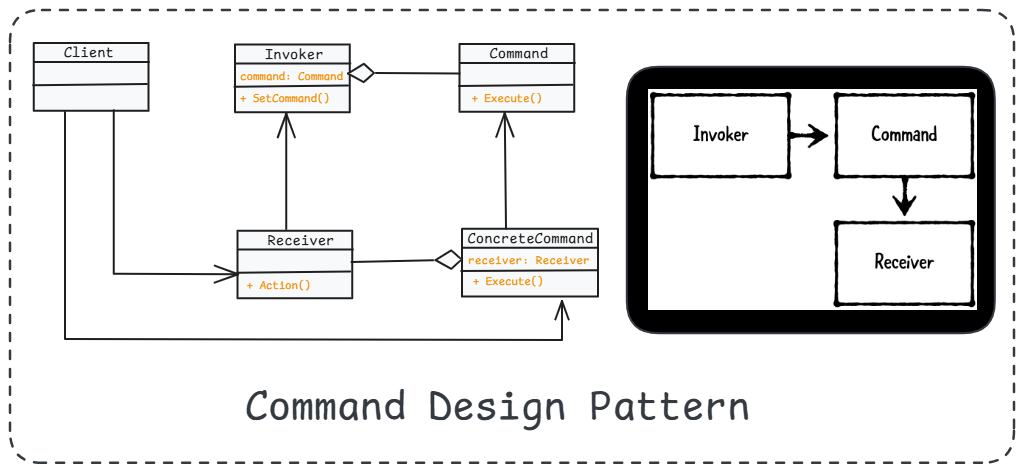 Client
Invoker
command: Command
+ SetCommand()
Command
+ Execute()
Receiver
+ Action()
ConcreteCommand
receiver: Receiver
+ Execute()
Invoker
Command
Receiver
Command Design Pattern